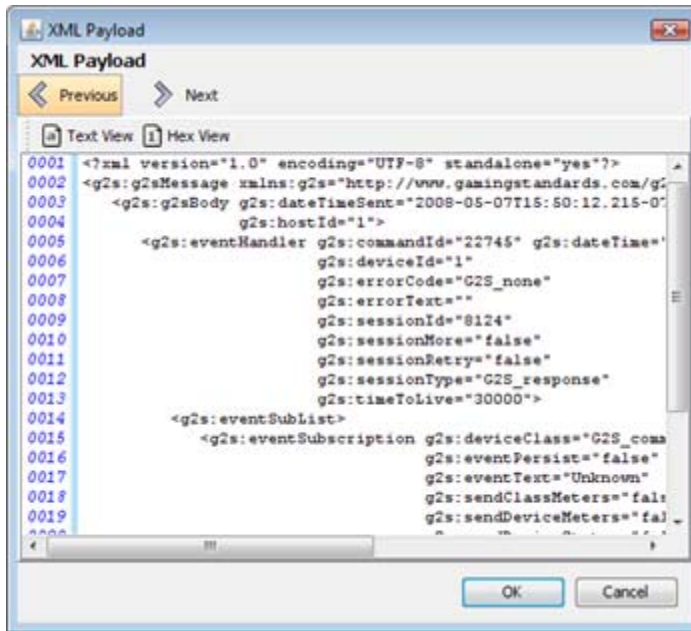 XML Payload
XML Payload
Previous Next
Text View Hex View
0001 <?xml version="1.0" encoding="UTF-8" standalone="yes"?>
0002 <g2s:g2sMessage xmlns:g2s="http://www.gamingstandards.com/g2
0003 <g2s:g2sBody g2s:dateTimeSent="2008-05-07T15:50:12.215-07
0004 g2s:hostId="1">
0005 <g2s:eventHandler g2s:commandId="22745" g2s:dateTime="
0006 g2s:deviceId="1"
0007 g2s:errorCode="G2S_none"
0008 g2s:errorText=""
0009 g2s:sessionId="8124"
0010 g2s:sessionMore="false"
0011 g2s:sessionRetry="false"
0012 g2s:sessionType="G2S_response"
0013 g2s:timeToLive="30000">
0014 <g2s:eventSubList>
0015 <g2s:eventSubscription g2s:deviceClass="G2S_comm
0016 g2s:eventPersist="false"
0017 g2s:eventText="Unknown"
0018 g2s:sendClassMeters="fals
0019 g2s:sendDeviceMeters="fal
OK Cancel